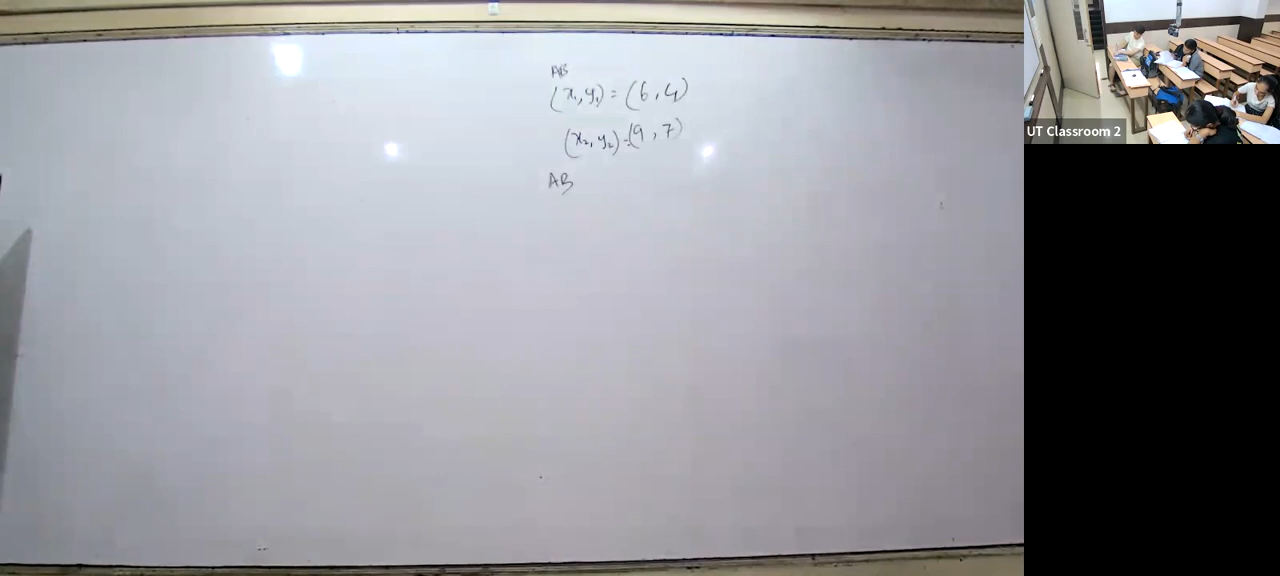 AB
(x₁, y₁) = (6, 4)
(x₂, y₂) = (9, 7)
AB
UT Classroom 2